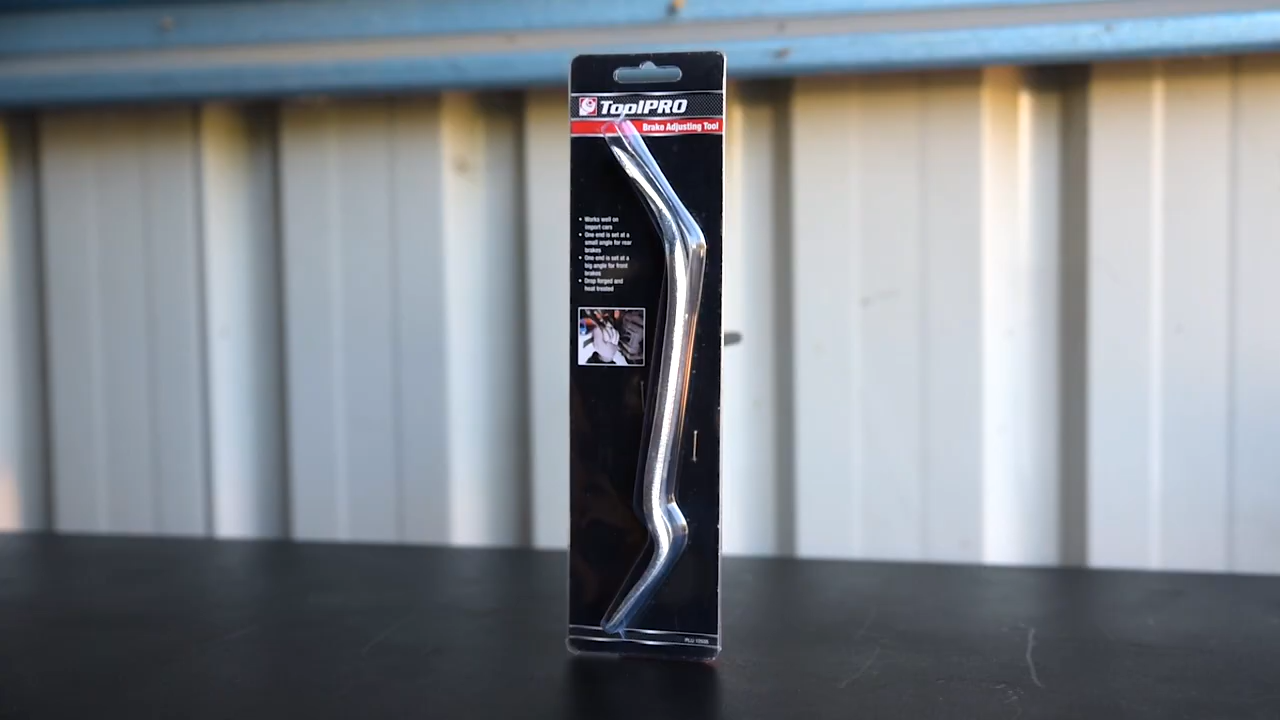 ToolPRO
Brake Adjusting Tool
• Works well on
import cars
• One end is set at a
small angle for rear
brakes
• One end is set at a
big angle for front
brakes
• Drop forged and
heat treated
PLU